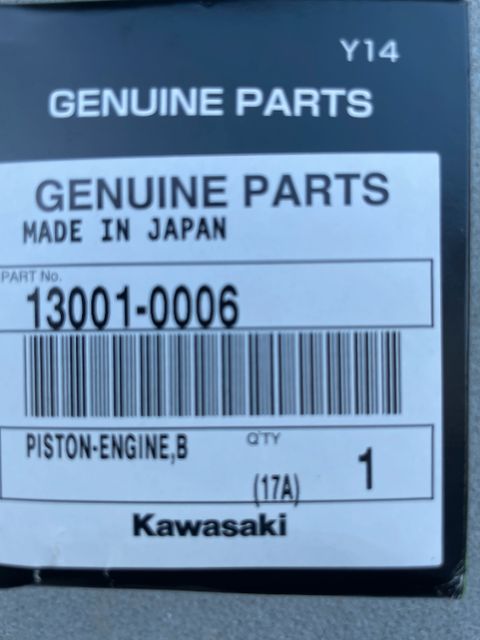 Y14
GENUINE PARTS
GENUINE PARTS
MADE IN JAPAN
PART No.
13001-0006
PISTON-ENGINE,B
Q'TY
(17A)
1
Kawasaki